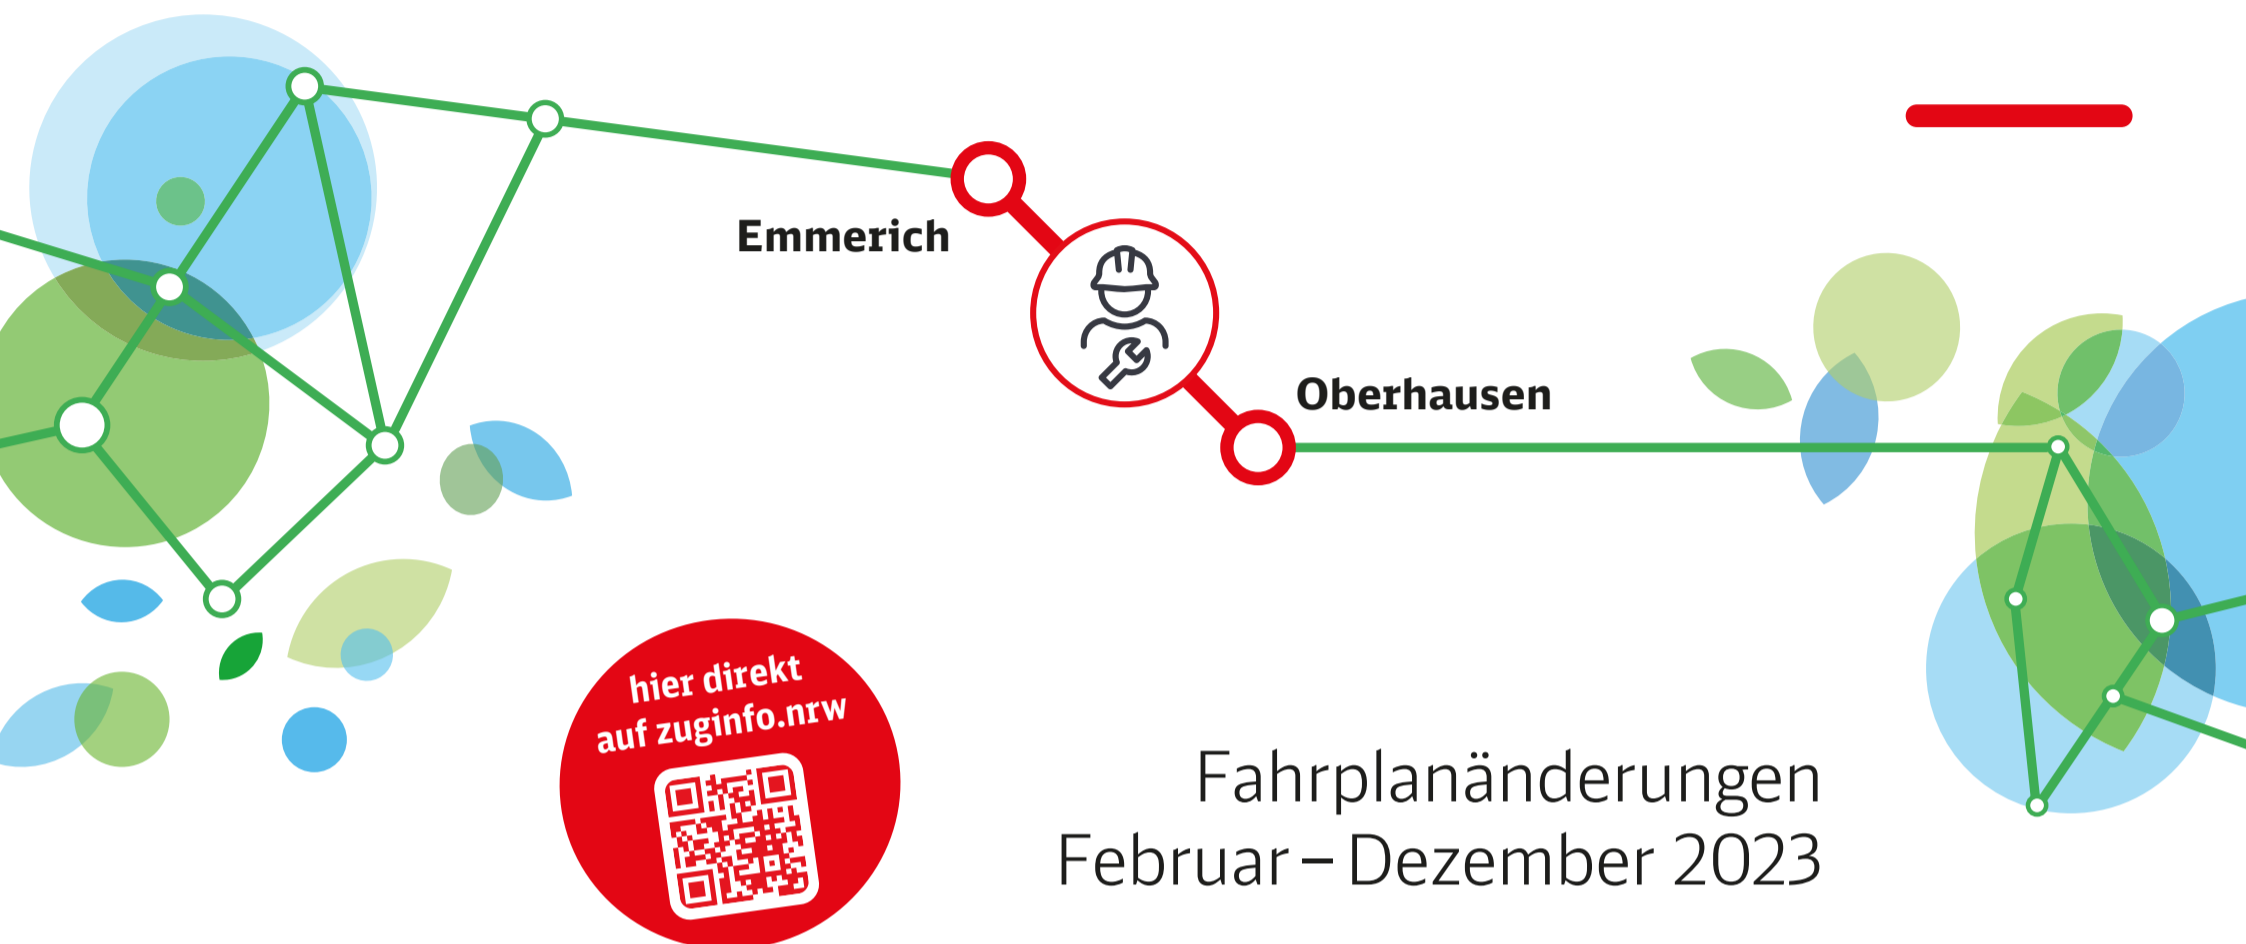 Emmerich
Oberhausen
hier direkt
auf zuginfo.nrw
Fahrplanänderungen
Februar – Dezember 2023